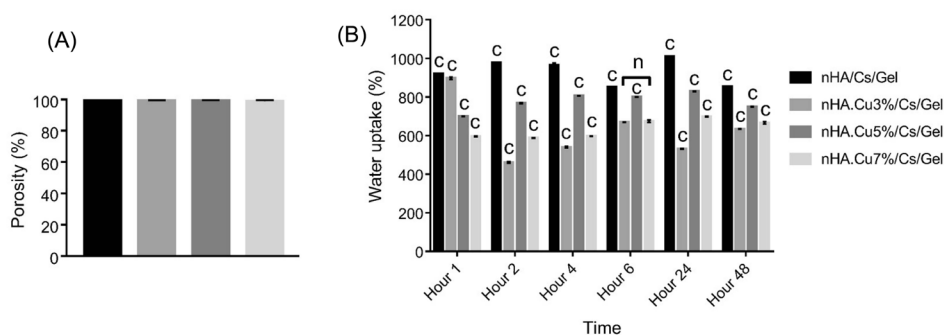 (A)
Porosity (%)
100
80
60
40
20
0
(B)
Water uptake (%)
1200
1000
800
600
400
200
0
C C C C
C C C C
C C C C
C n C
C C C C
C C C C
Hour 1
Hour 2
Hour 4
Hour 6
Hour 24
Hour 48
Time
nHA/Cs/Gel
nHA.Cu3%/Cs/Gel
nHA.Cu5%/Cs/Gel
nHA.Cu7%/Cs/Gel